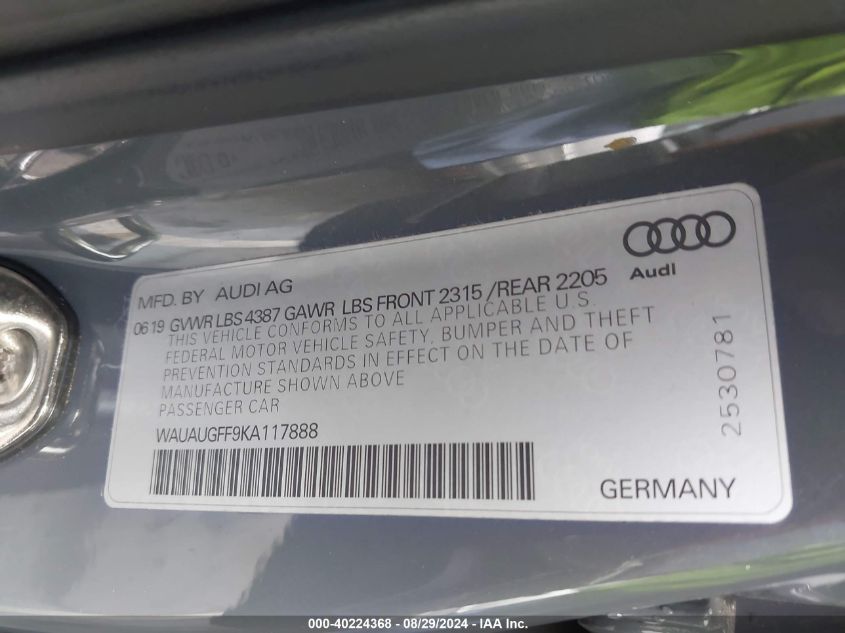 MFD. BY AUDI AG
Audi
0619 GVWR LBS 4387 GAWR LBS FRONT 2315 /REAR 2205
THIS VEHICLE CONFORMS TO ALL APPLICABLE U.S.
FEDERAL MOTOR VEHICLE SAFETY, BUMPER AND THEFT
PREVENTION STANDARDS IN EFFECT ON THE DATE OF
MANUFACTURE SHOWN ABOVE
PASSENGER CAR
2530781
WAUAUGFF9KA117888
GERMANY
000-40224368 - 08/29/2024 - IAA Inc.